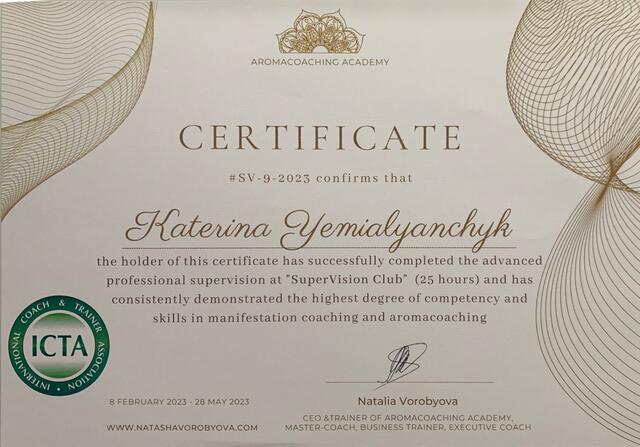 AROMACOACHING ACADEMY
CERTIFICATE
#SV-9-2023 confirms that
Katerina Yemialyanchyk
the holder of this certificate has successfully completed the advanced
professional supervision at "SuperVision Club" (25 hours) and has
consistently demonstrated the highest degree of competency and
skills in manifestation coaching and aromacoaching
INTERNATIONAL COACH & TRAINER ASSOCIATION
ICTA
8 FEBRUARY 2023 - 28 MAY 2023
WWW.NATASHAVOROBYOVA.COM
Natalia Vorobyova
CEO &TRAINER OF AROMACOACHING ACADEMY,
MASTER-COACH, BUSINESS TRAINER, EXECUTIVE COACH